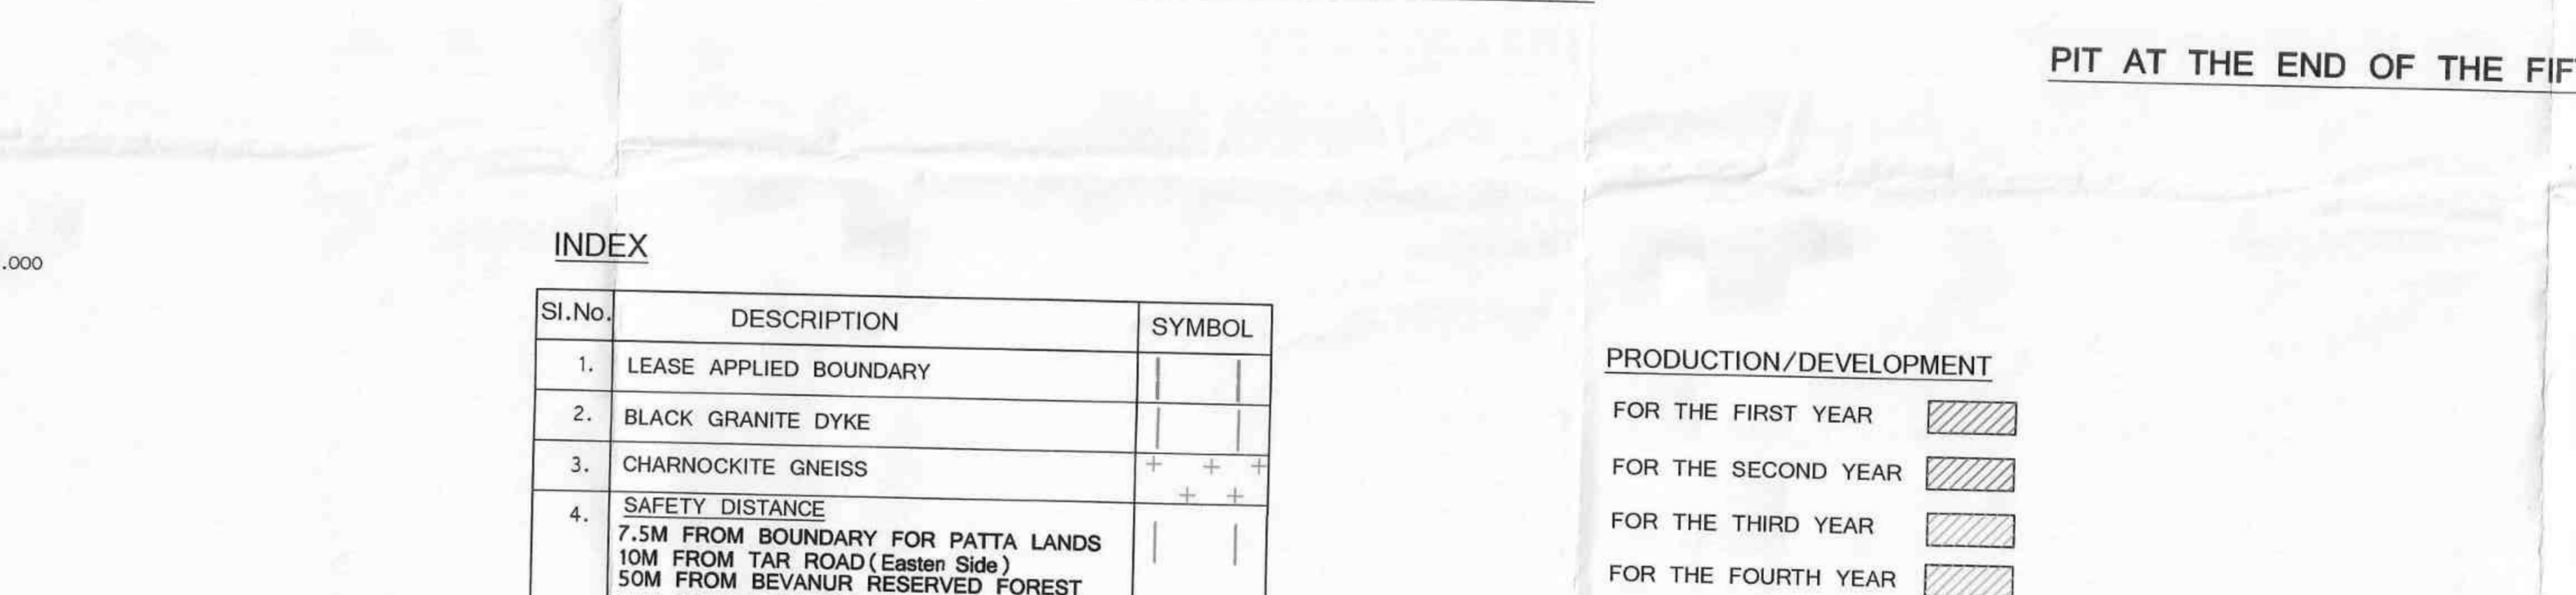 PIT AT THE END OF THE FIF
.000
INDEX
Sl.No. DESCRIPTION SYMBOL
1. LEASE APPLIED BOUNDARY
2. BLACK GRANITE DYKE
3. CHARNOCKITE GNEISS
4. SAFETY DISTANCE
7.5M FROM BOUNDARY FOR PATTA LANDS
10M FROM TAR ROAD (Easten Side)
50M FROM BEVANUR RESERVED FOREST
PRODUCTION/DEVELOPMENT
FOR THE FIRST YEAR
FOR THE SECOND YEAR
FOR THE THIRD YEAR
FOR THE FOURTH YEAR